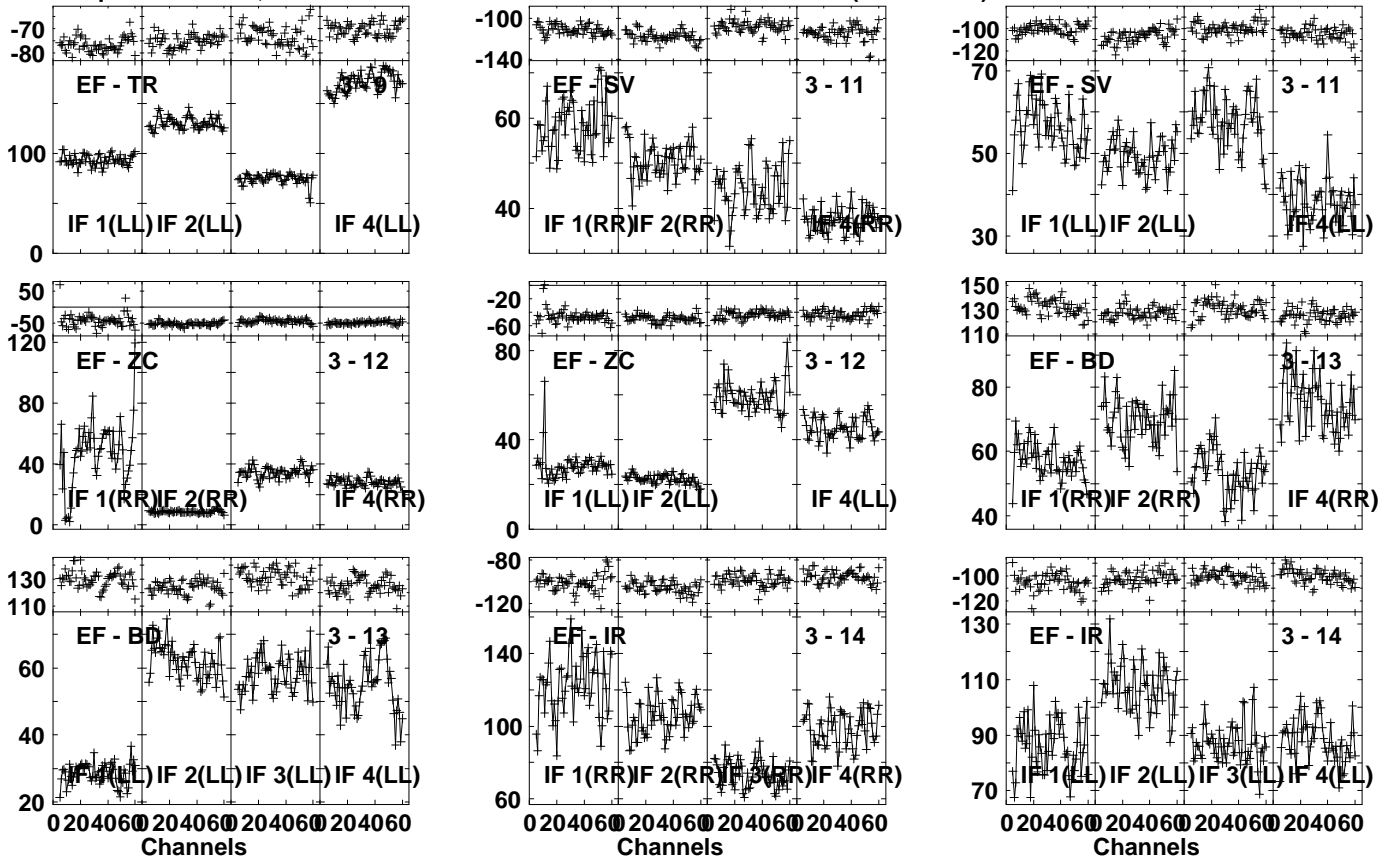 -70
-80
EF - TR
3 - 9
100
0
IF 1(LL)
IF 2(LL)
IF 4(LL)
-100
-140
EF - SV
3 - 11
60
40
IF 1(RR)
IF 2(RR)
IF 4(RR)
-100
-120
70
EF - SV
3 - 11
50
30
IF 1(LL)
IF 2(LL)
IF 4(LL)
50
-50
120
EF - ZC
3 - 12
80
40
0
IF 1(RR)
IF 2(RR)
IF 4(RR)
-20
-60
80
EF - ZC
3 - 12
40
0
IF 1(LL)
IF 2(LL)
IF 4(LL)
150
130
110
EF - BD
3 - 13
80
60
40
IF 1(RR)
IF 2(RR)
IF 4(RR)
130
110
EF - BD
3 - 13
60
20
IF 1(LL)
IF 2(LL)
IF 3(LL)
IF 4(LL)
-80
-120
EF - IR
3 - 14
140
100
60
IF 1(RR)
IF 2(RR)
IF 3(RR)
IF 4(RR)
-100
-120
130
EF - IR
3 - 14
110
90
70
IF 1(LL)
IF 2(LL)
IF 3(LL)
IF 4(LL)
0 204060 0 204060 0 204060 0 204060
Channels
0 204060 0 204060 0 204060 0 204060
Channels
0 204060 0 204060 0 204060 0 204060
Channels